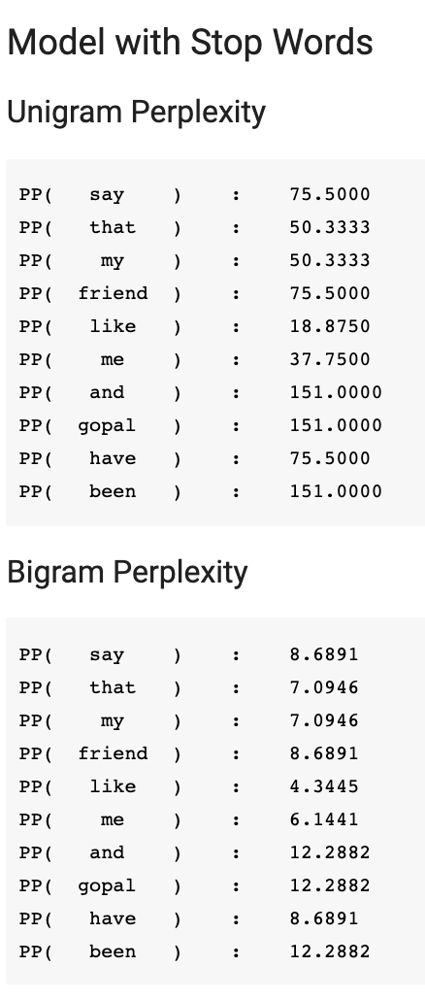 Model with Stop Words
Unigram Perplexity
PP( say ) : 75.5000
PP( that ) : 50.3333
PP( my ) : 50.3333
PP( friend ) : 75.5000
PP( like ) : 18.8750
PP( me ) : 37.7500
PP( and ) : 151.0000
PP( gopal ) : 151.0000
PP( have ) : 75.5000
PP( been ) : 151.0000
Bigram Perplexity
PP( say ) : 8.6891
PP( that ) : 7.0946
PP( my ) : 7.0946
PP( friend ) : 8.6891
PP( like ) : 4.3445
PP( me ) : 6.1441
PP( and ) : 12.2882
PP( gopal ) : 12.2882
PP( have ) : 8.6891
PP( been ) : 12.2882